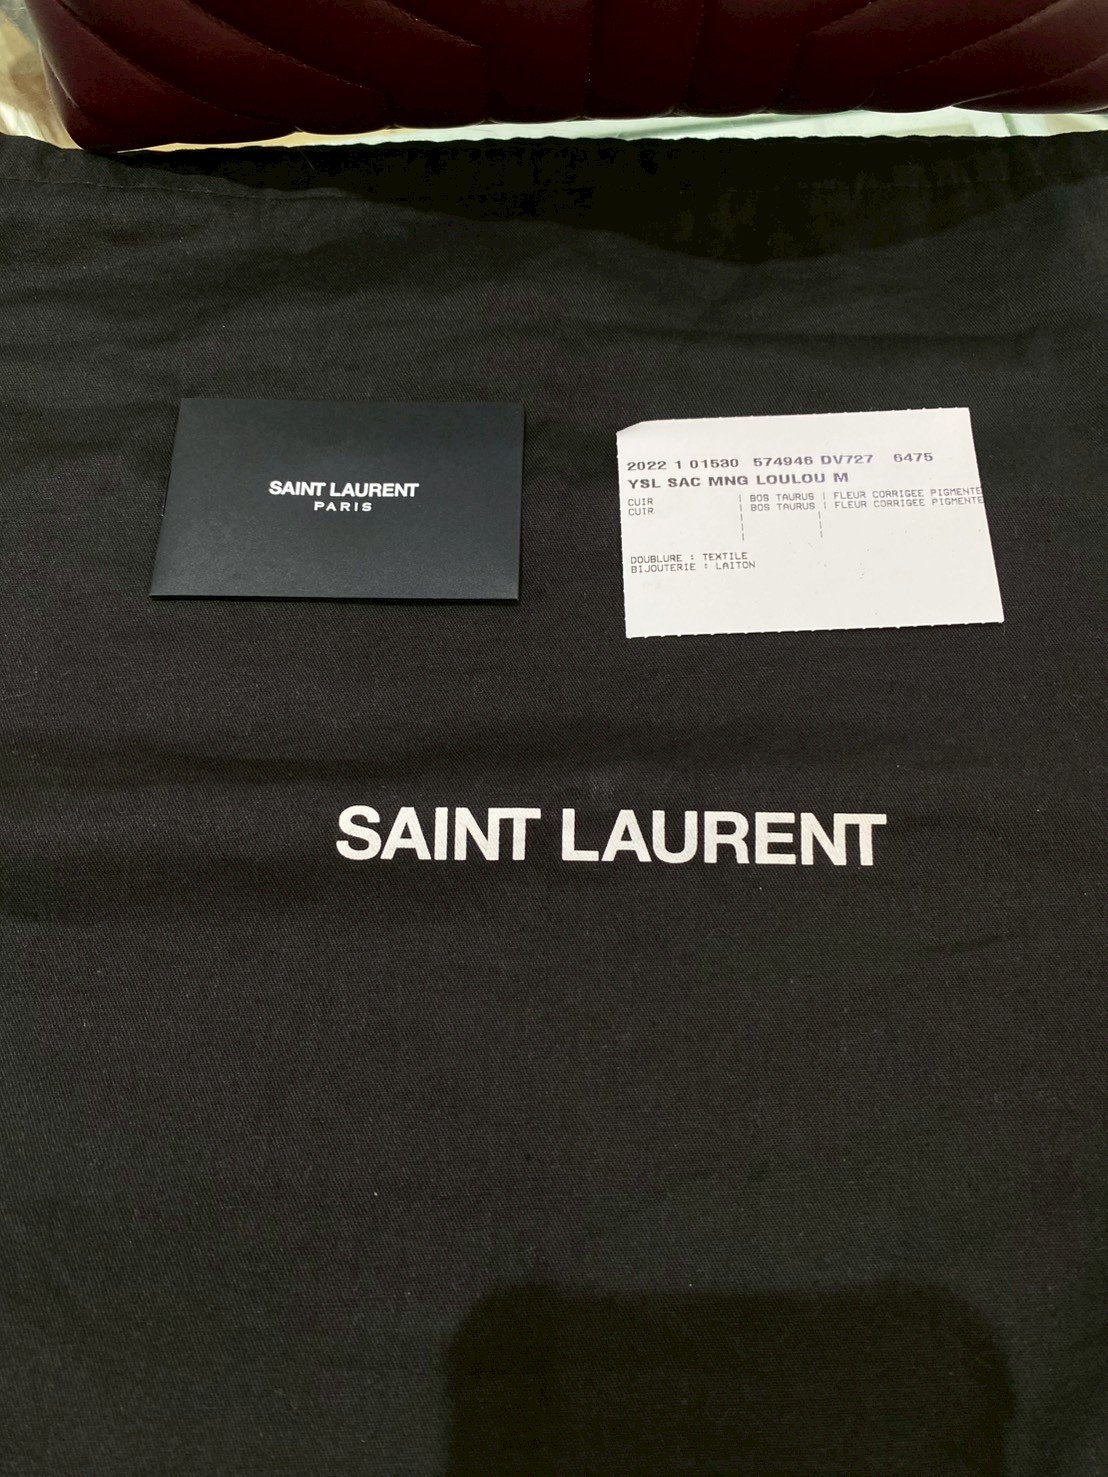 SAINT LAURENT
PARIS
2022 1 01530 574946 DV727 6475
YSL SAC MNG LOULOU M
CUIR | BOS TAURUS | FLEUR CORRIGEE PIGMENTE
CUIR | BOS TAURUS | FLEUR CORRIGEE PIGMENTE
DOUBLURE : TEXTILE
BIJOUTERIE : LAITON
SAINT LAURENT